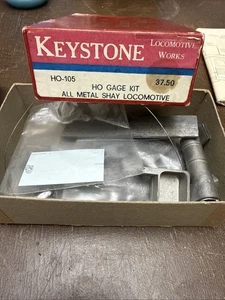 KEYSTONE
LOCOMOTIVE
WORKS
HO-105
37.50
HO GAGE KIT
ALL METAL SHAY LOCOMOTIVE